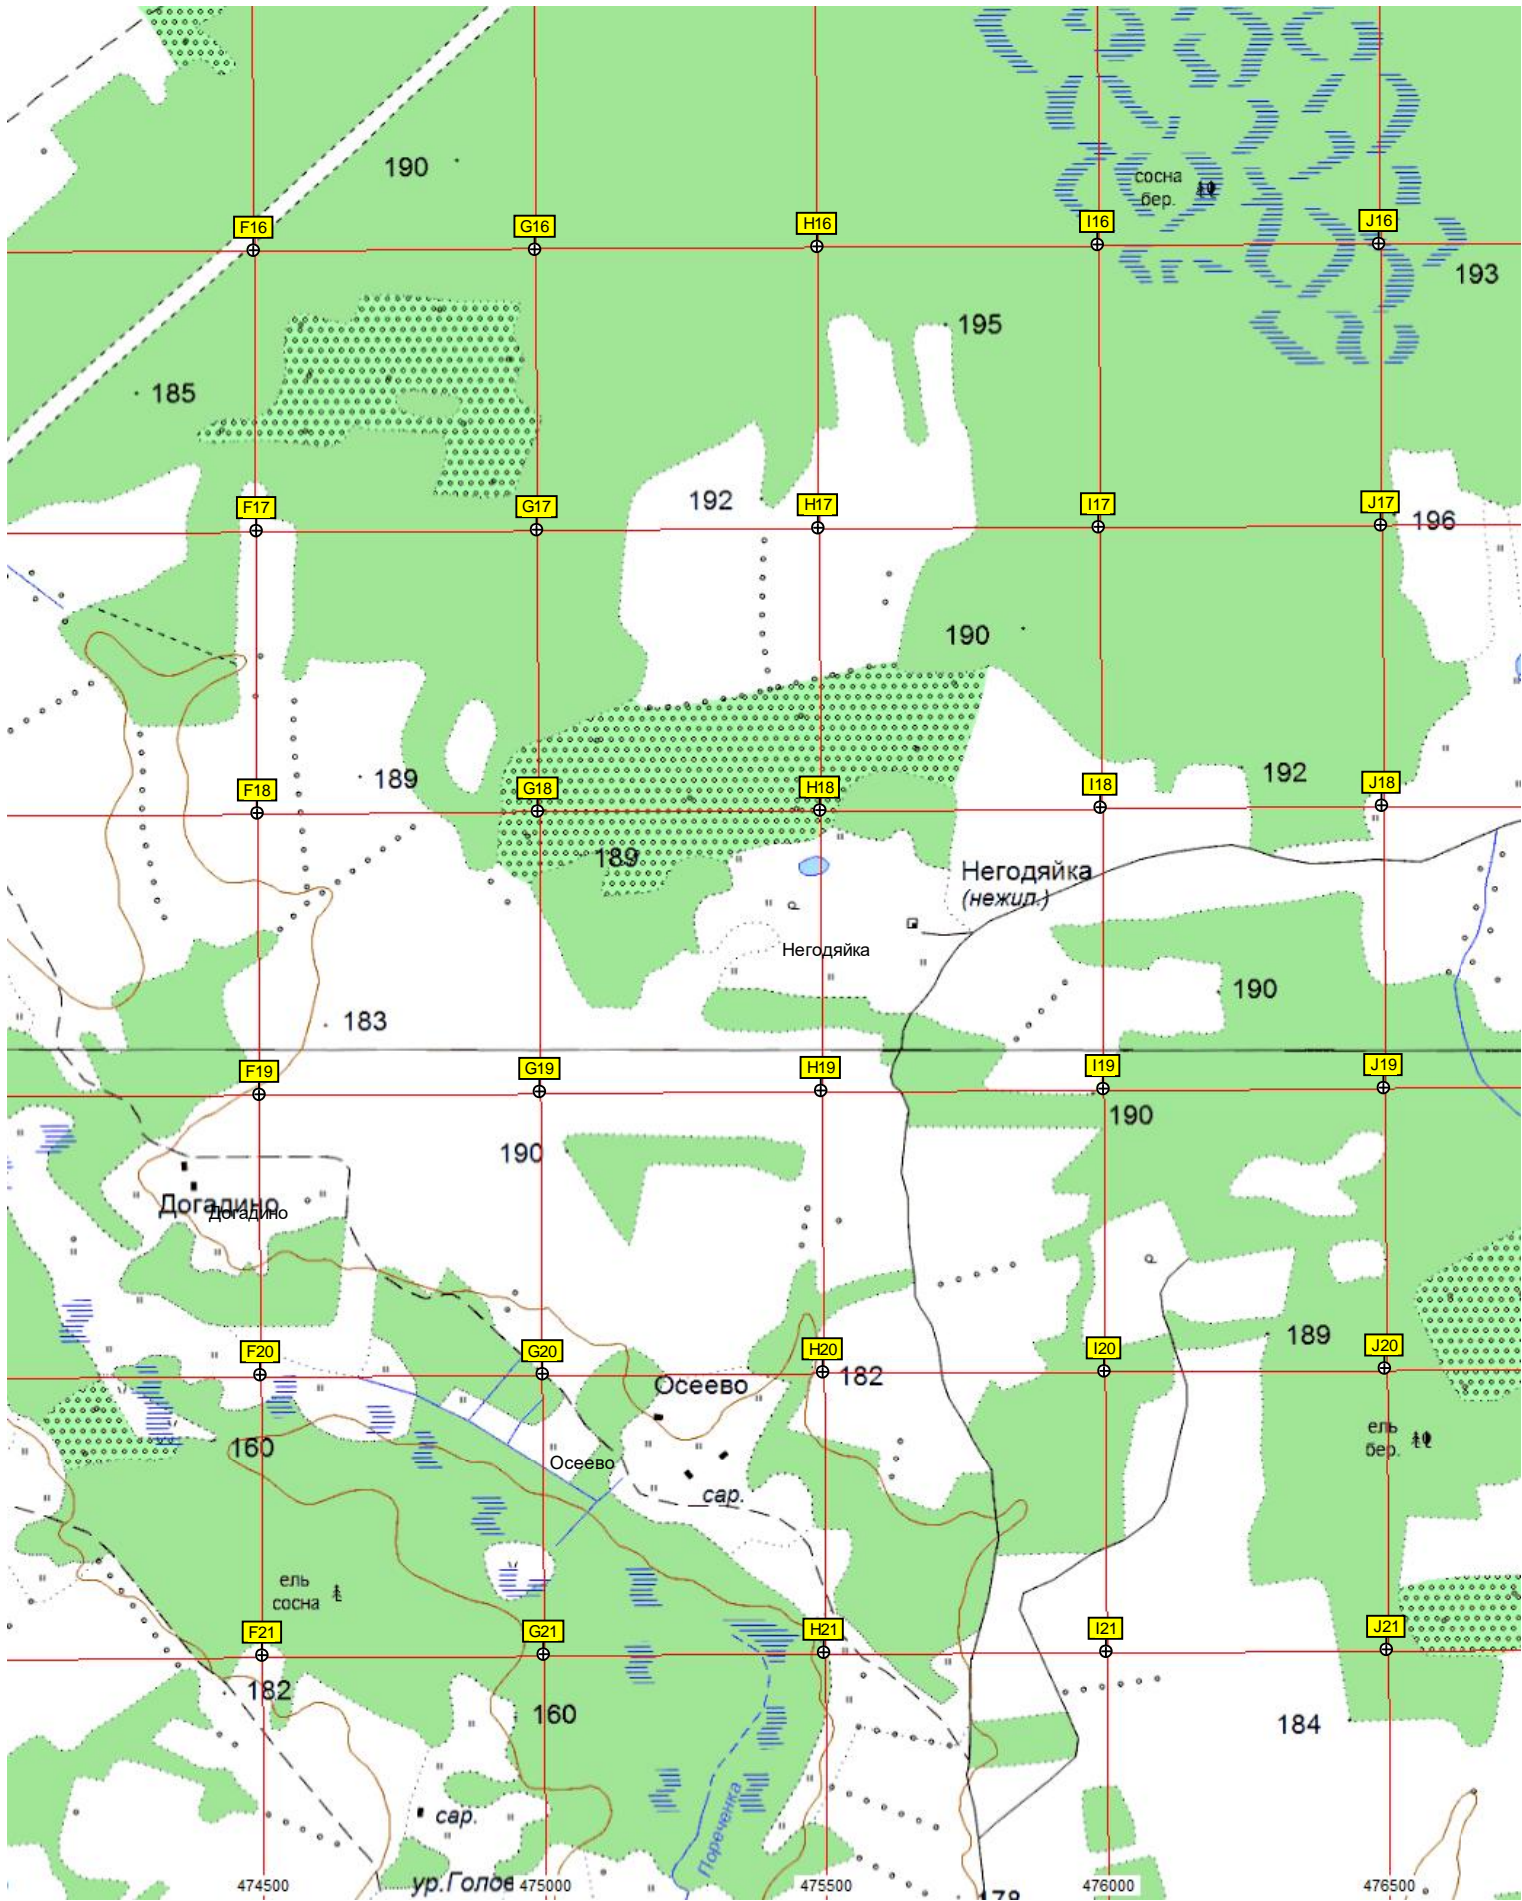 190
сосна
бер.
F16
G16
H16
I16
J16
193
195
185
192
F17
G17
H17
I17
J17
196
190
189
192
F18
G18
H18
I18
J18
189
Негодяйка
(нежил.)
Негодяйка
190
183
F19
G19
H19
I19
J19
190
190
Догадино
Догадино
189
F20
G20
H20
I20
J20
182
Осеево
ель
бер.
160
Осеево
сар.
ель
сосна
F21
G21
H21
I21
J21
182
160
184
Пореченка
сар.
ур.Голов
474500
475000
475500
476000
476500
178